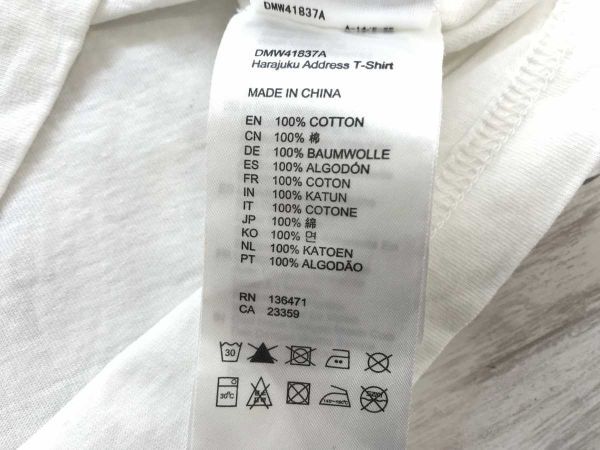 DMW41837A
DMW41837A
Harajuku Address T-Shirt
MADE IN CHINA
EN 100% COTTON
CN 100% 棉
DE 100% BAUMWOLLE
ES 100% ALGODÓN
FR 100% COTON
IN 100% KATUN
IT 100% COTONE
JP 100% 綿
KO 100% 면
NL 100% KATOEN
PT 100% ALGODÃO
RN 136471
CA 23359
30
30°C